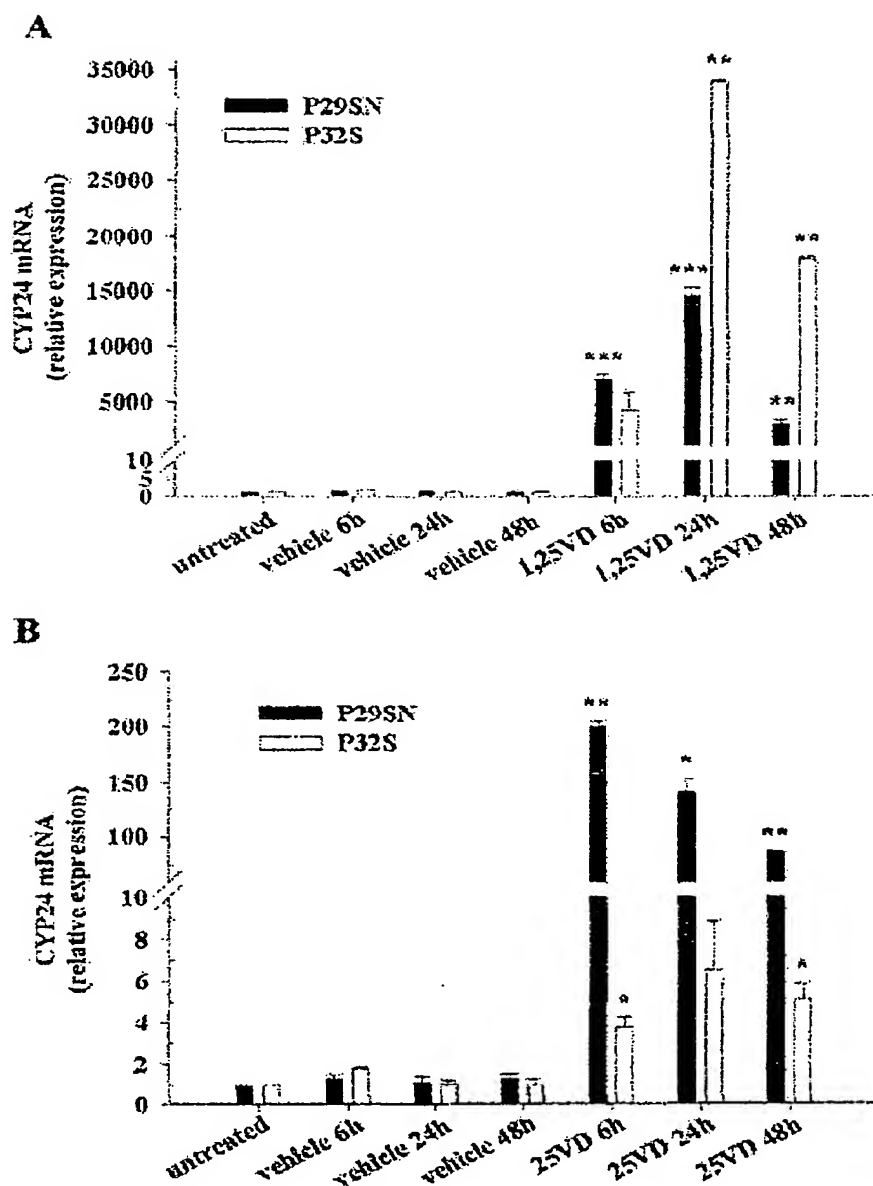 A
35000
30000
25000
20000
15000
10000
5000
10
5
0
CYP24 mRNA
(relative expression)
P29SN
P32S
***
**
***
**
**
untreated
vehicle 6h
vehicle 24h
vehicle 48h
1,25VD 6h
1,25VD 24h
1,25VD 48h
B
250
200
150
100
10
8
6
4
2
0
CYP24 mRNA
(relative expression)
P29SN
P32S
**
*
*
**
*
untreated
vehicle 6h
vehicle 24h
vehicle 48h
25VD 6h
25VD 24h
25VD 48h